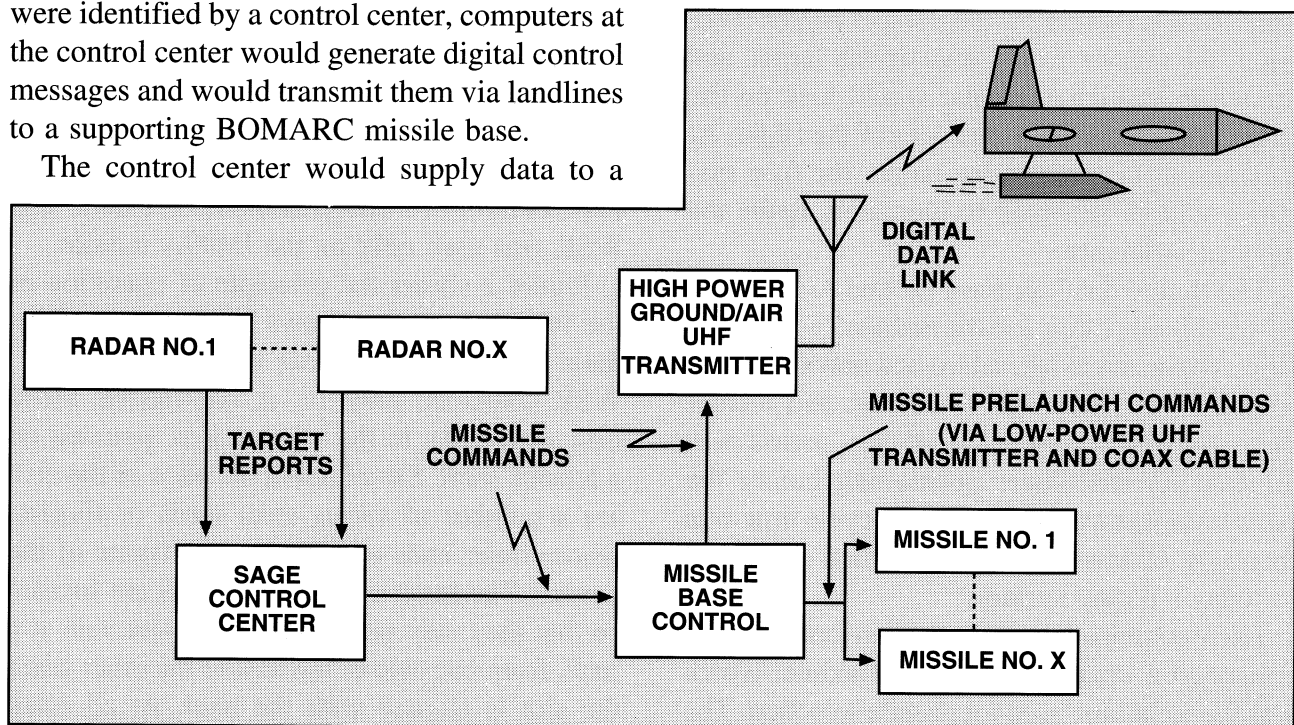 were identified by a control center, computers at
the control center would generate digital control
messages and would transmit them via landlines
to a supporting BOMARC missile base.
The control center would supply data to a
DIGITAL
DATA
LINK
HIGH POWER
GROUND/AIR
UHF
TRANSMITTER
RADAR NO.1
RADAR NO.X
TARGET
REPORTS
MISSILE
COMMANDS
MISSILE PRELAUNCH COMMANDS
(VIA LOW-POWER UHF
TRANSMITTER AND COAX CABLE)
SAGE
CONTROL
CENTER
MISSILE
BASE
CONTROL
MISSILE NO. 1
MISSILE NO. X